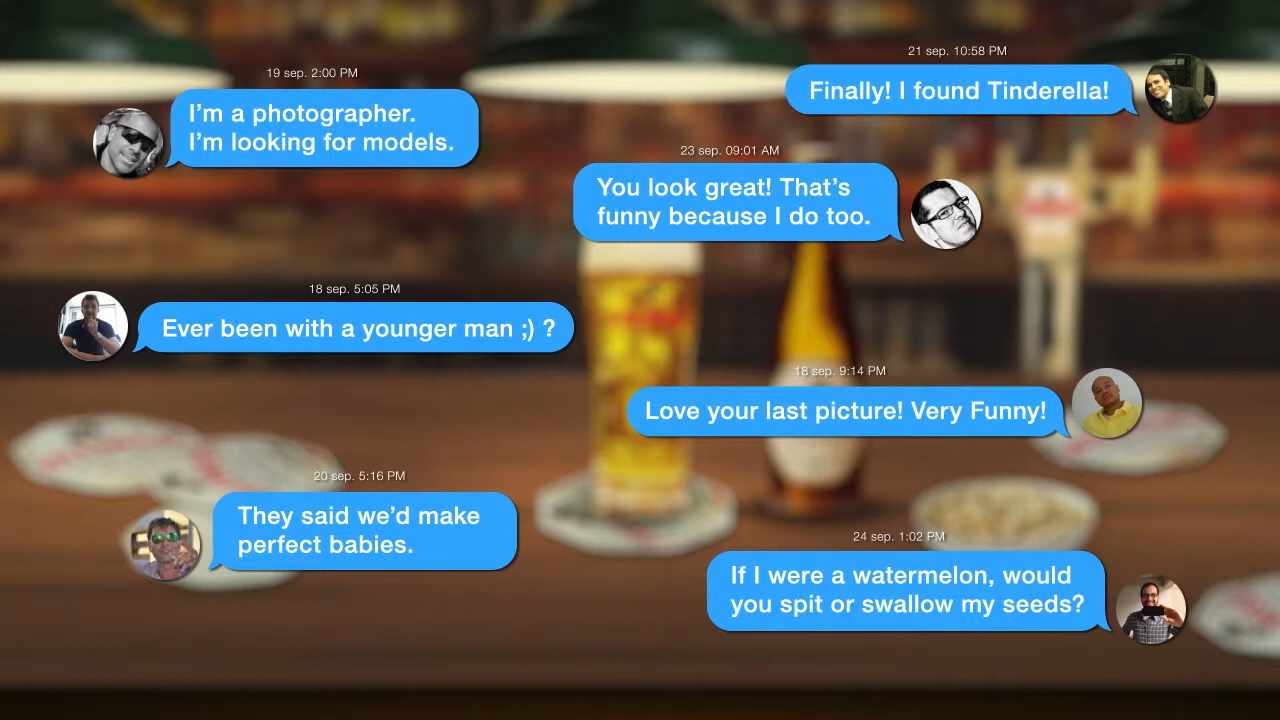 19 sep. 2:00 PM
I’m a photographer.
I’m looking for models.
21 sep. 10:58 PM
Finally! I found Tinderella!
23 sep. 09:01 AM
You look great! That’s
funny because I do too.
18 sep. 5:05 PM
Ever been with a younger man ;) ?
18 sep. 9:14 PM
Love your last picture! Very Funny!
20 sep. 5:16 PM
They said we’d make
perfect babies.
24 sep. 1:02 PM
If I were a watermelon, would
you spit or swallow my seeds?